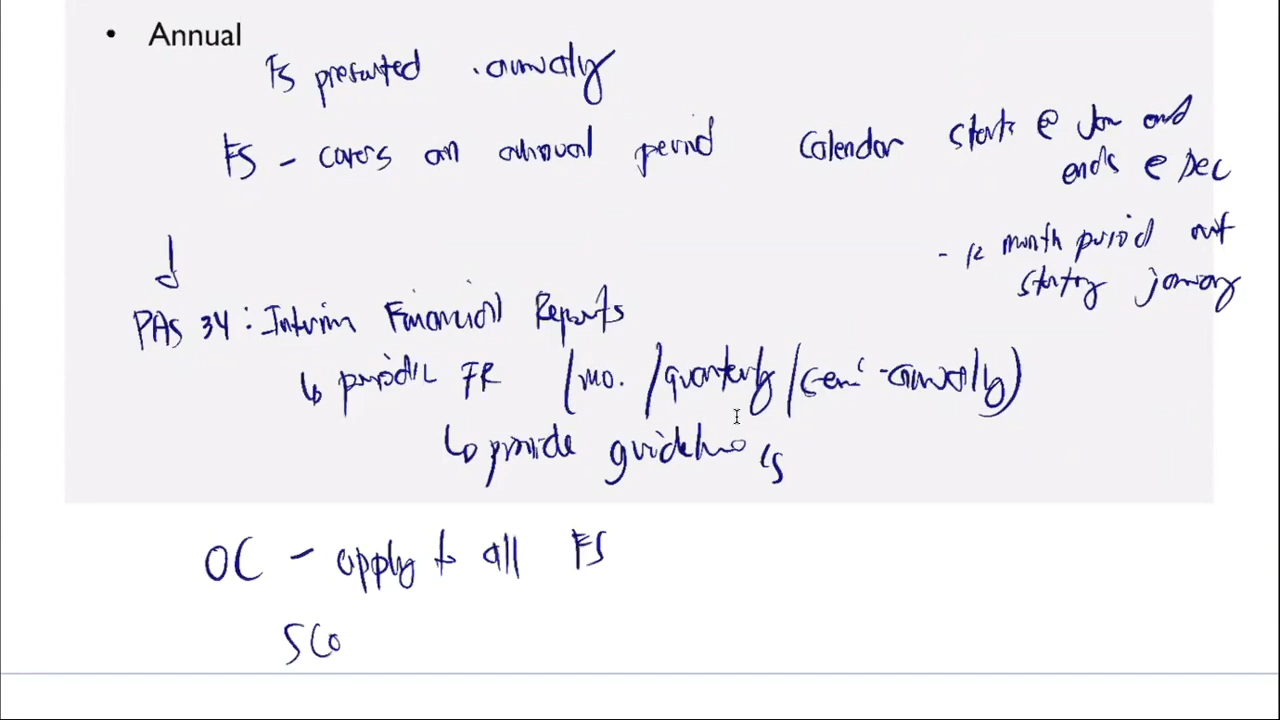 • Annual
FS presented annually
FS - covers an annual period
Calendar starts @ Jan and
ends @ Dec
- 12 month period not
starting january
PAS 34 : Interim Financial Reports
↳ periodic FR (mo. / quarterly / semi-annually)
↳ provide guidelines
OC - apply to all FS
SCo